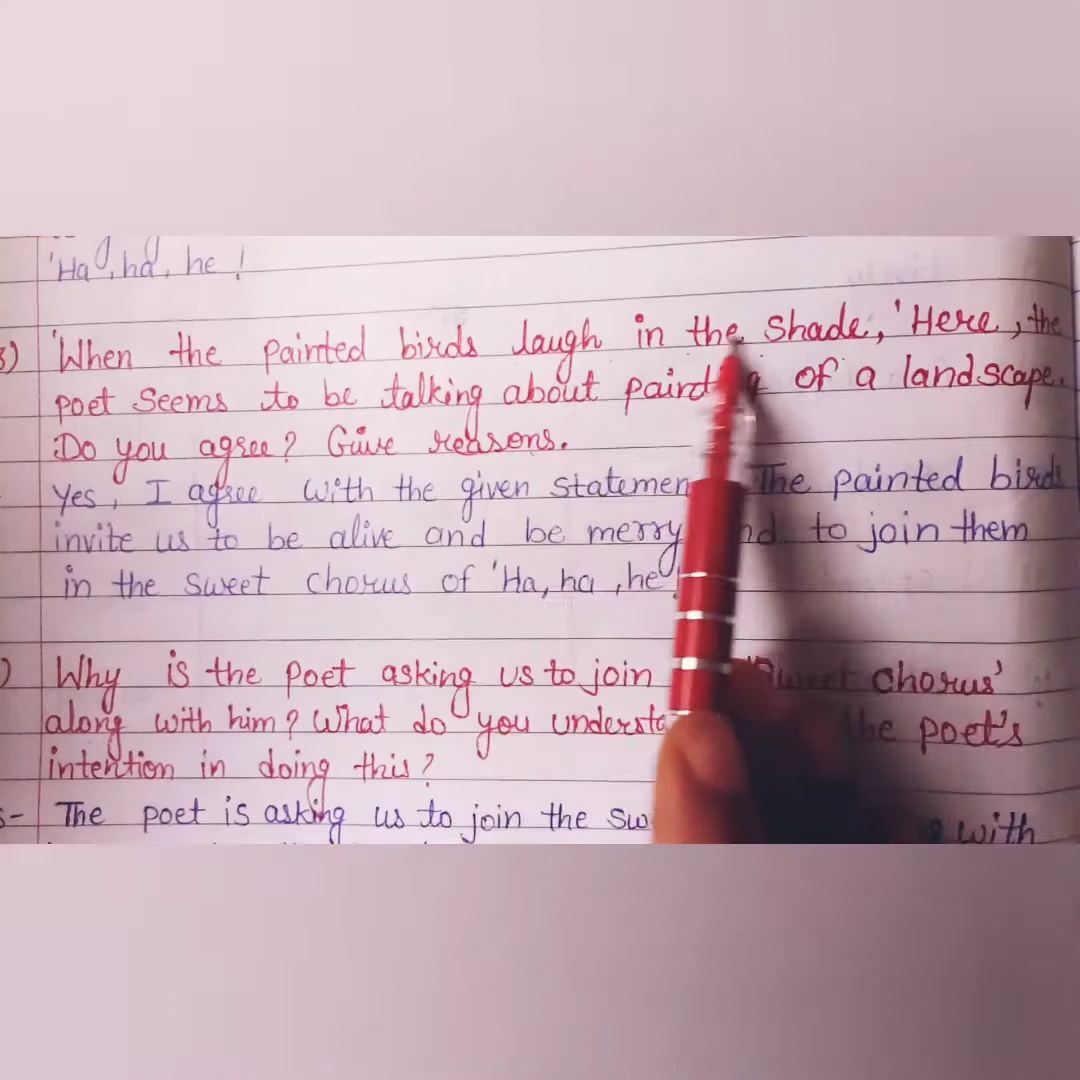 'Ha, ha, he!
3) 'When the painted birds laugh in the shade,' Here, the
poet seems to be talking about painting of a landscape.
Do you agree? Give reasons.
Yes, I agree with the given The painted birds
invite us to be alive and be merry to join them
in the sweet chorus of 'Ha, ha, he
) Why is the poet asking us to join chorus'
along with him? What do you the poet's
intention in doing this?
s- The poet is asking us to join the with